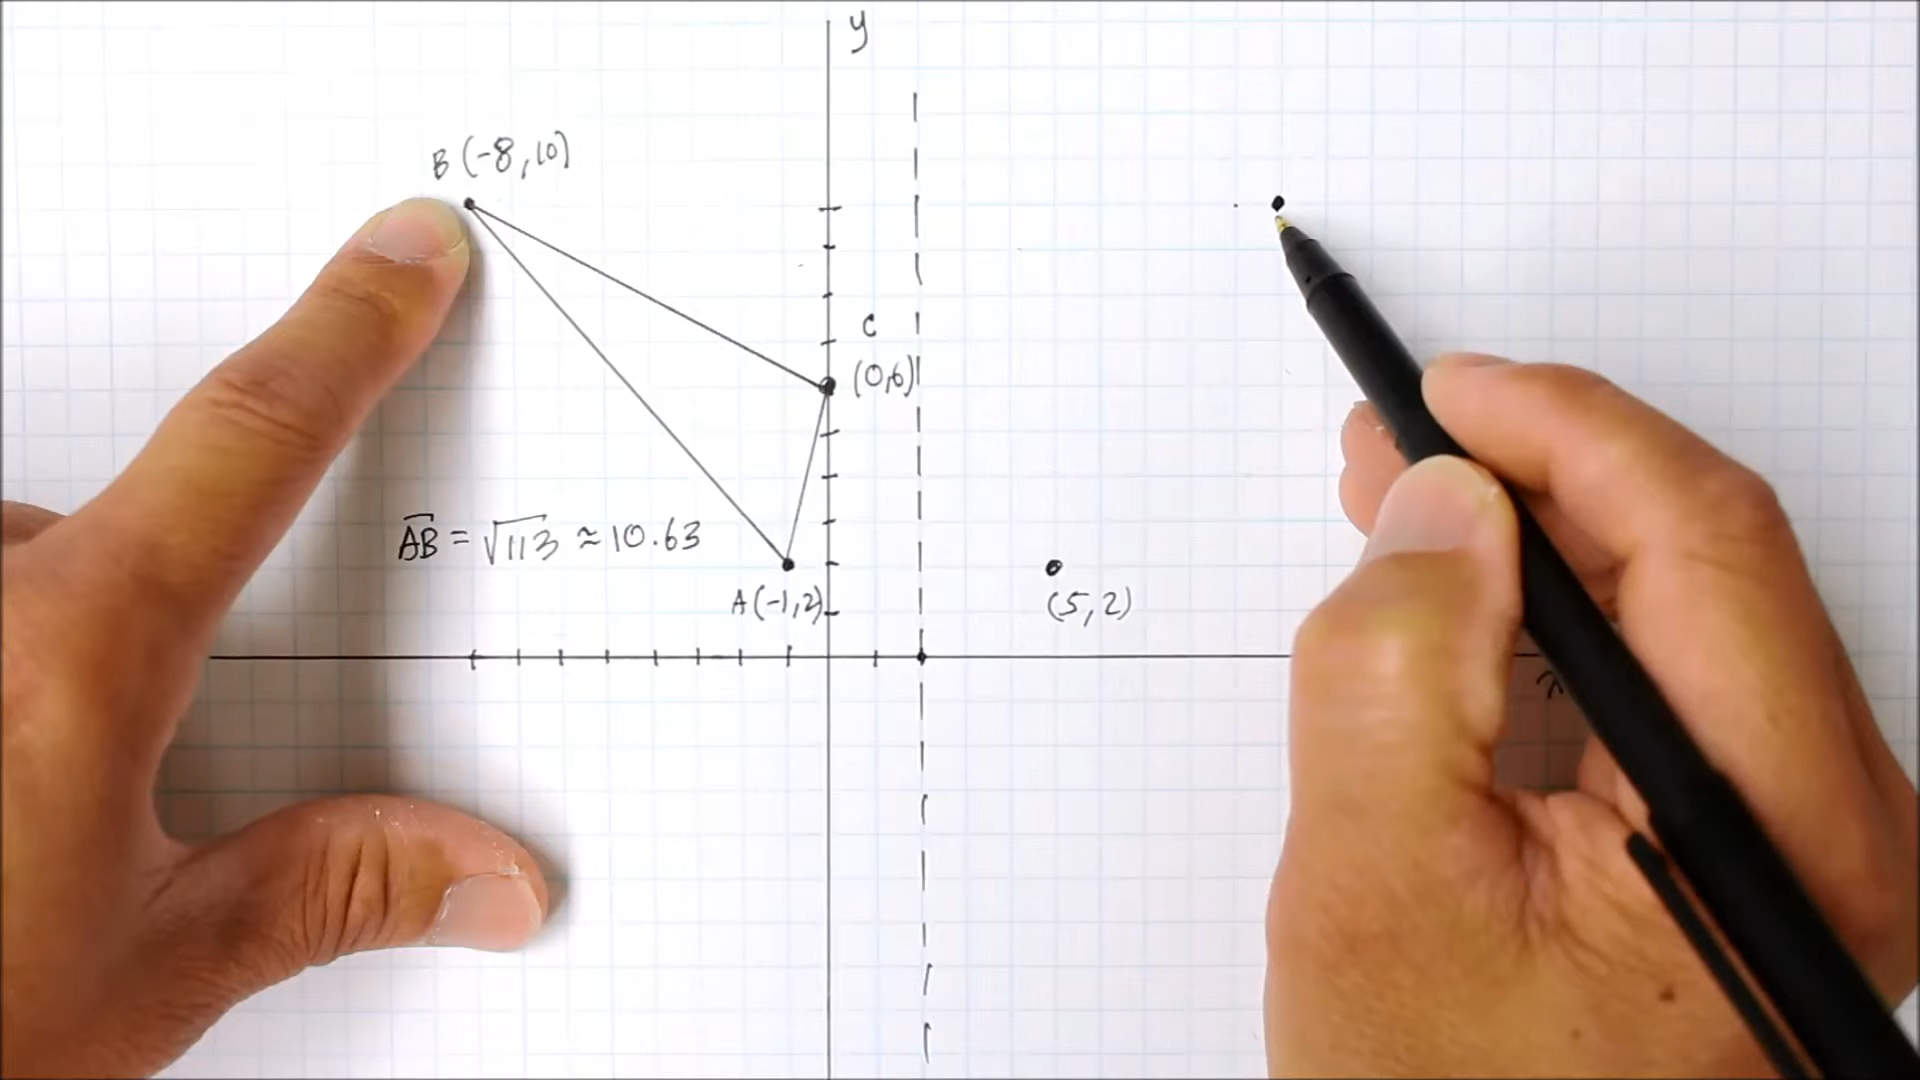 y
B (-8,10)
C
(0,6)
AB = √113 ≈ 10.63
A(-1,2)
(5,2)
x